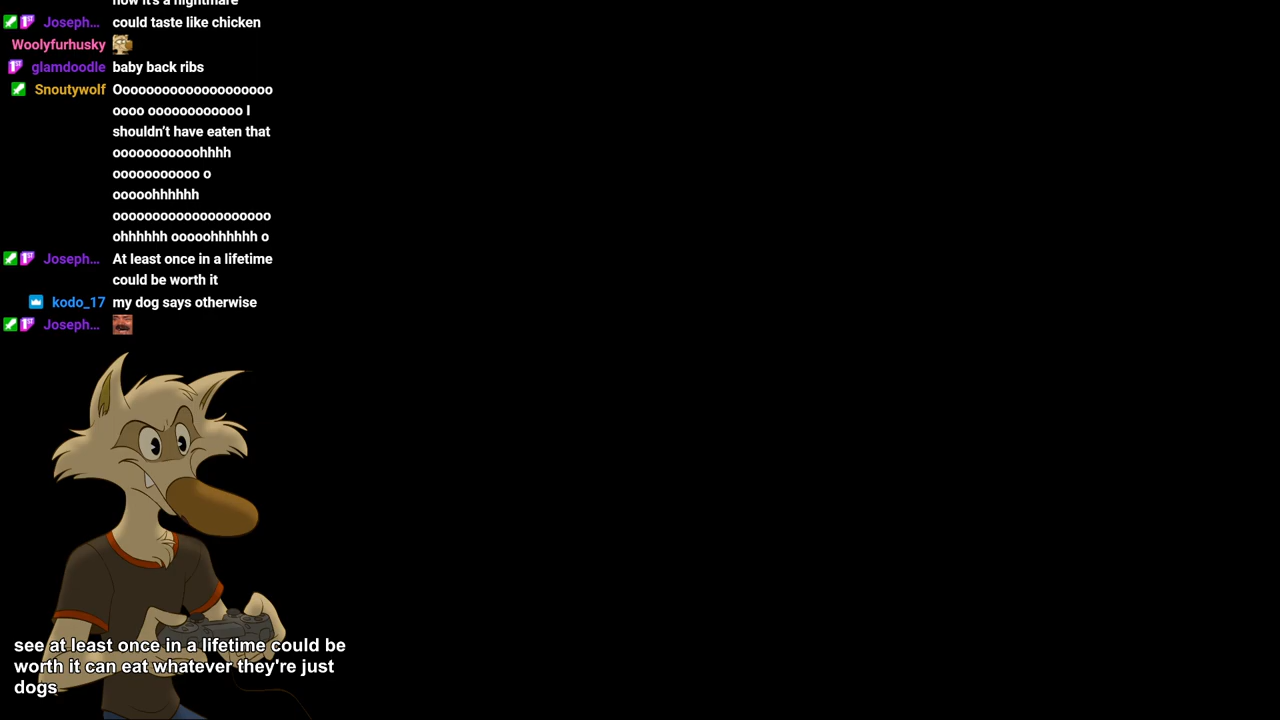 now it's a nightmare
Joseph... could taste like chicken
Woolyfurhusky
glamdoodle baby back ribs
Snoutywolf Oooooooooooooooooooo
oooo oooooooooooo I
shouldn't have eaten that
ooooooooooohhhh
ooooooooooo o
ooooohhhhhh
oooooooooooooooooooo
ohhhhhh ooooohhhhhh o
Joseph... At least once in a lifetime
could be worth it
kodo_17 my dog says otherwise
Joseph...
see at least once in a lifetime could be
worth it can eat whatever they're just
dogs